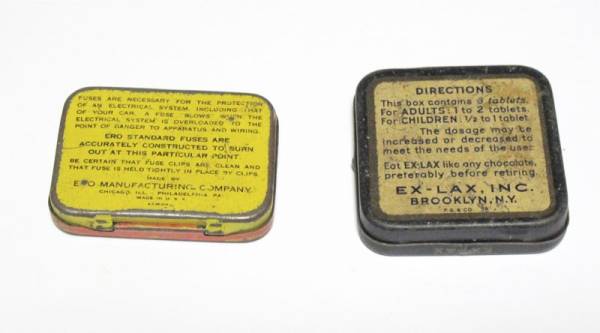 FUSES ARE NECESSARY FOR THE PROTECTION
OF AN ELECTRICAL SYSTEM, INCLUDING THAT
OF YOUR CAR. A FUSE BLOWS WHEN THE
ELECTRICAL SYSTEM IS OVERLOADED TO THE
POINT OF DANGER TO APPARATUS AND WIRING.
ERO STANDARD FUSES ARE
ACCURATELY CONSTRUCTED TO BURN
OUT AT THIS PARTICULAR POINT.
BE CERTAIN THAT FUSE CLIPS ARE CLEAN AND
THAT FUSE IS HELD TIGHTLY IN PLACE BY CLIPS.
MADE BY
ERO MANUFACTURING COMPANY
CHICAGO, ILL. - PHILADELPHIA, PA.
MADE IN U.S.A.
DIRECTIONS
This box contains 3 tablets.
For ADULTS: 1 to 2 tablets.
For CHILDREN: 1/2 to 1 tablet.
The dosage may be
increased or decreased to
meet the needs of the user.
Eat EX-LAX like any chocolate,
preferably before retiring.
EX-LAX, INC.
BROOKLYN, N.Y.
EX-LAX